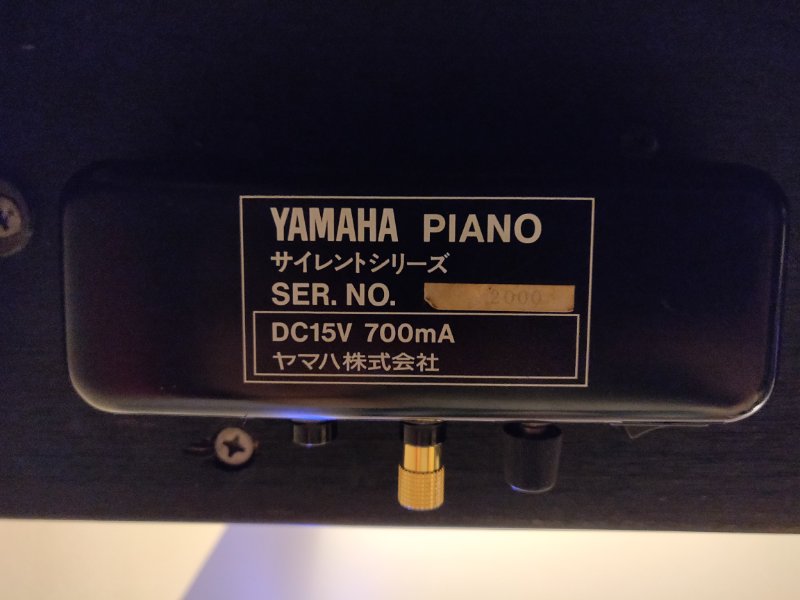 YAMAHA PIANO
サイレントシリーズ
SER. NO. 2000
DC15V 700mA
ヤマハ株式会社